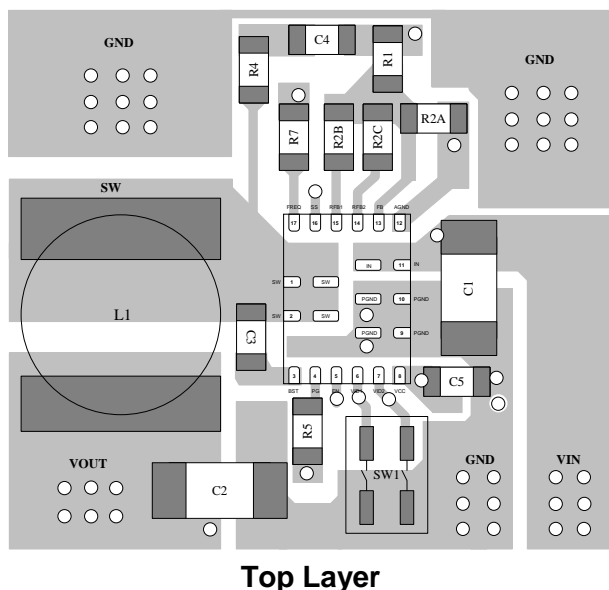 GND
C4
R4
R1
GND
R7
R2B
R2C
R2A
SW
FREQ SS RFB1 RFB2 FB AGND
17 16 15 14 13 12
IN 11 IN
SW 1 SW
PGND 10 PGND
C1
L1
SW 2 SW
C3
PGND 9 PGND
3 4 5 6 7 8
BST PG EN VID1 VID2 VCC
C5
R5
VOUT
C2
SW1
GND
VIN
Top Layer